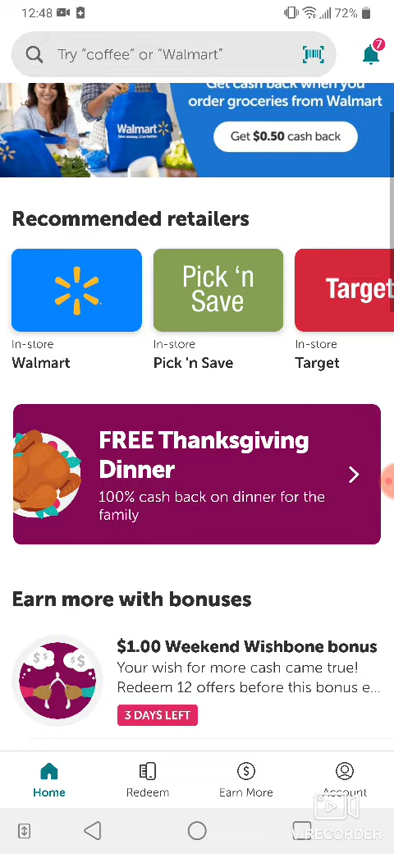 12:48
72%
Try “coffee” or “Walmart”
7
Get cash back when you
order groceries from Walmart
Walmart
Get $0.50 cash back
Recommended retailers
Pick ‘n
Save
Target
In-store
In-store
In-store
Walmart
Pick 'n Save
Target
FREE Thanksgiving
Dinner
100% cash back on dinner for the
family
Earn more with bonuses
$ $
$1.00 Weekend Wishbone bonus
Your wish for more cash came true!
Redeem 12 offers before this bonus e...
3 DAYS LEFT
Home
Redeem
Earn More
Account
V RECORDER